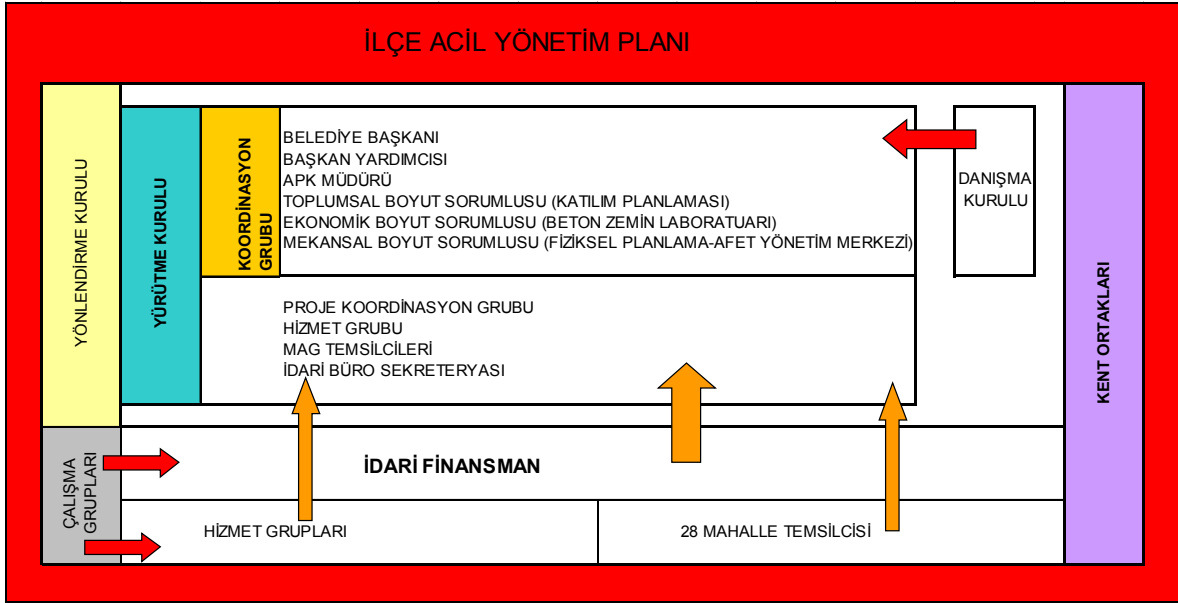 İLÇE ACİL YÖNETİM PLANI
YÖNLENDİRME KURULU
YÜRÜTME KURULU
KOORDİNASYON
GRUBU
BELEDİYE BAŞKANI
BAŞKAN YARDIMCISI
APK MÜDÜRÜ
TOPLUMSAL BOYUT SORUMLUSU (KATILIM PLANLAMASI)
EKONOMİK BOYUT SORUMLUSU (BETON ZEMİN LABORATUARI)
MEKANSAL BOYUT SORUMLUSU (FİZİKSEL PLANLAMA-AFET YÖNETİM MERKEZİ)
DANIŞMA
KURULU
KENT ORTAKLARI
PROJE KOORDİNASYON GRUBU
HİZMET GRUBU
MAG TEMSİLCİLERİ
İDARİ BÜRO SEKRETERYASI
ÇALIŞMA
GRUPLARI
İDARİ FİNANSMAN
HİZMET GRUPLARI
28 MAHALLE TEMSİLCİSİ